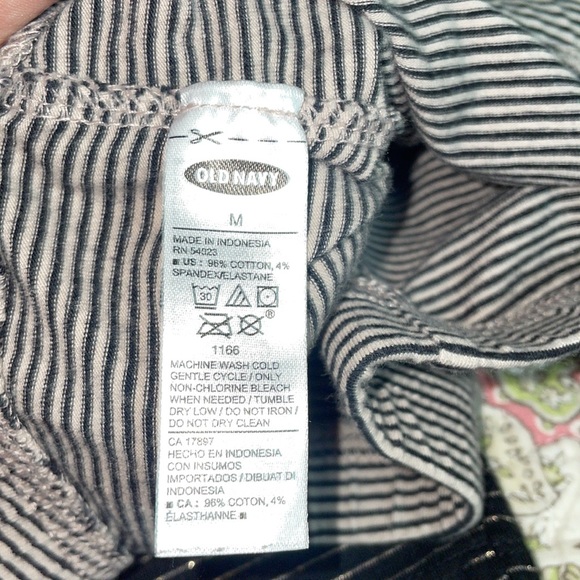 OLD NAVY
M
MADE IN INDONESIA
RN 54023
■ US : 96% COTTON, 4%
SPANDEX/ELASTANE
30
®
1166
MACHINE WASH COLD
GENTLE CYCLE / ONLY
NON-CHLORINE BLEACH
WHEN NEEDED / TUMBLE
DRY LOW / DO NOT IRON /
DO NOT DRY CLEAN
CA 17897
HECHO EN INDONESIA
CON INSUMOS
IMPORTADOS / DIBUAT DI
INDONESIA
■ CA : 96% COTON, 4%
ÉLASTHANNE ■